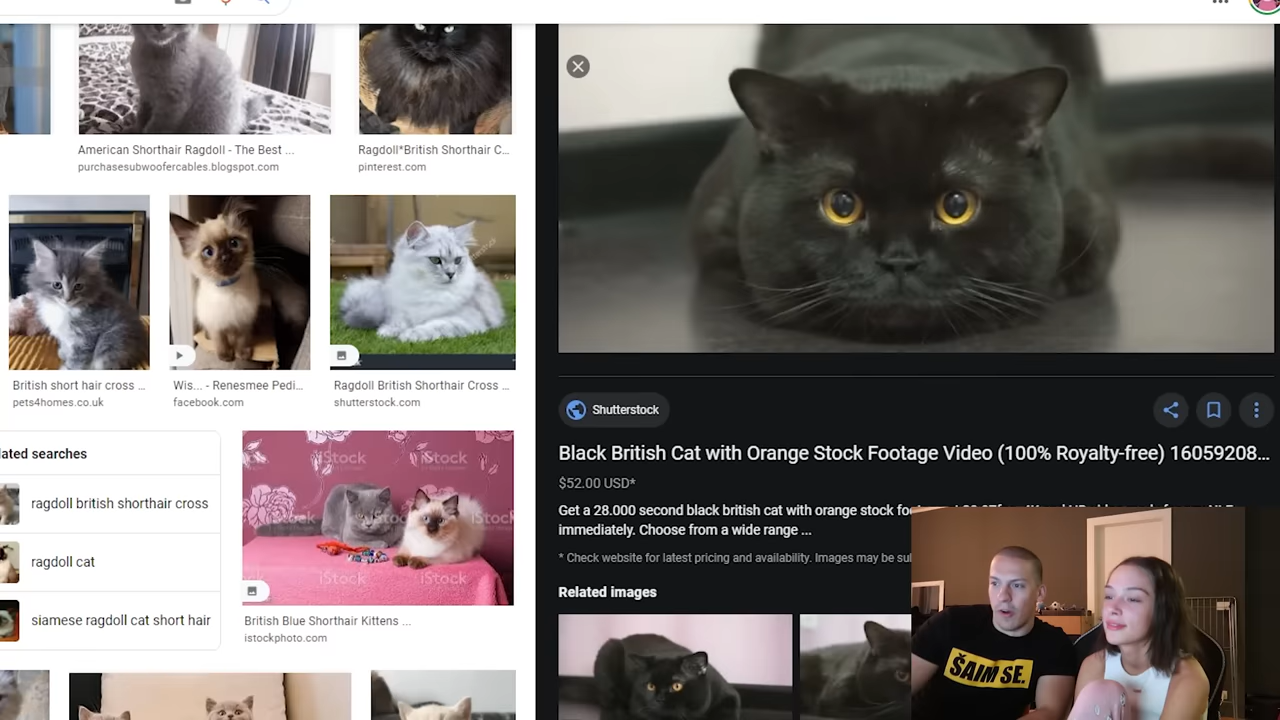 American Shorthair Ragdoll - The Best ...
purchasesubwoofercables.blogspot.com
Ragdoll*British Shorthair C...
pinterest.com
British short hair cross ...
pets4homes.co.uk
Wis... - Renesmee Pedi...
facebook.com
Ragdoll British Shorthair Cross ...
shutterstock.com
ated searches
ragdoll british shorthair cross
ragdoll cat
siamese ragdoll cat short hair
iStock
iStock
iStock
iStock
iStock
British Blue Shorthair Kittens ...
istockphoto.com
Shutterstock
Black British Cat with Orange Stock Footage Video (100% Royalty-free) 16059208...
$52.00 USD*
Get a 28.000 second black british cat with orange stock
immediately. Choose from a wide range ...
* Check website for latest pricing and availability. Images may be
Related images
ŠAIM SE.